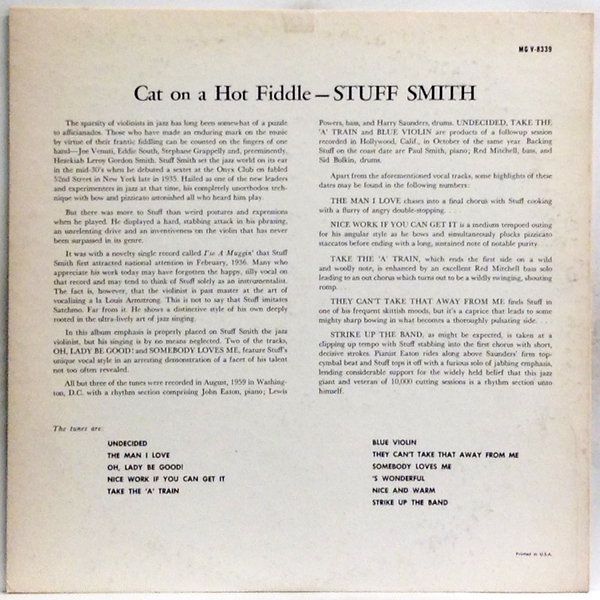 MG V-8339
Cat on a Hot Fiddle — STUFF SMITH
The sparsity of violinists in jazz has long been somewhat of a puzzle
to afficianados. Those who have made an enduring mark on the music
by virtue of their frantic fiddling can be counted on the fingers of one
hand—Joe Venuti, Eddie South, Stephane Grappelly and, preeminently,
Hezekiah Leroy Gordon Smith. Stuff Smith set the jazz world on its ear
in the mid-30's when he debuted a sextet at the Onyx Club on fabled
52nd Street in New York late in 1935. Hailed as one of the new leaders
and experimenters in jazz at that time, his completely unorthodox tech-
nique with bow and pizzicato astonished all who heard him play.
But there was more to Stuff than weird postures and expressions
when he played. He displayed a hard, stabbing attack in his phrasing,
an unrelenting drive and an inventiveness on the violin that has never
been surpassed in its genre.
It was with a novelty single record called I'se A Muggin' that Stuff
Smith first attracted national attention in February, 1936. Many who
appreciate his work today may have forgotten the happy, silly vocal on
that record and may tend to think of Stuff solely as an instrumentalist.
The fact is, however, that the violinist is past master at the art of
vocalizing a la Louis Armstrong. This is not to say that Stuff imitates
Satchmo. Far from it. He shows a distinctive style of his own deeply
rooted in the ultra-lively art of jazz singing.
In this album emphasis is properly placed on Stuff Smith the jazz
violinist, but his singing is by no means neglected. Two of the tracks,
OH, LADY BE GOOD! and SOMEBODY LOVES ME, feature Stuff's
unique vocal style in an arresting demonstration of a facet of his talent
not too often revealed.
All but three of the tunes were recorded in August, 1959 in Washing-
ton, D.C. with a rhythm section comprising John Eaton, piano; Lewis
Powers, bass, and Harry Saunders, drums. UNDECIDED, TAKE THE
'A' TRAIN and BLUE VIOLIN are products of a followup session
recorded in Hollywood, Calif., in October of the same year. Backing
Stuff on the coast date are Paul Smith, piano; Red Mitchell, bass, and
Sid Bulkin, drums.
Apart from the aforementioned vocal tracks, some highlights of these
dates may be found in the following numbers:
THE MAN I LOVE chases into a final chorus with Stuff cooking
with a flurry of angry double-stopping. . . .
NICE WORK IF YOU CAN GET IT is a medium tempoed outing
for his angular style as he bows and simultaneously plucks pizzicato
staccatos before ending with a long, sustained note of notable purity. . . .
TAKE THE 'A' TRAIN, which ends the first side on a wild
and woolly note, is enhanced by an excellent Red Mitchell bass solo
leading to an out chorus which turns out to be a wildly swinging, shouting
romp. . . .
THEY CAN'T TAKE THAT AWAY FROM ME finds Stuff in
one of his frequent skittish moods, but it's a caprice that leads to some
mighty sharp bowing in what becomes a thoroughly pulsating side. . . .
STRIKE UP THE BAND, as might be expected, is taken at a
clipping up tempo with Stuff stabbing into the first chorus with short,
decisive strokes. Pianist Eaton rides along above Saunders' firm top-
cymbal beat and Stuff tops it off with a furious solo of jabbing emphasis,
lending considerable support for the widely held belief that this jazz
giant and veteran of 10,000 cutting sessions is a rhythm section unto
himself.
The tunes are:
UNDECIDED
THE MAN I LOVE
OH, LADY BE GOOD!
NICE WORK IF YOU CAN GET IT
TAKE THE 'A' TRAIN
BLUE VIOLIN
THEY CAN'T TAKE THAT AWAY FROM ME
SOMEBODY LOVES ME
'S WONDERFUL
NICE AND WARM
STRIKE UP THE BAND
Printed in U.S.A.